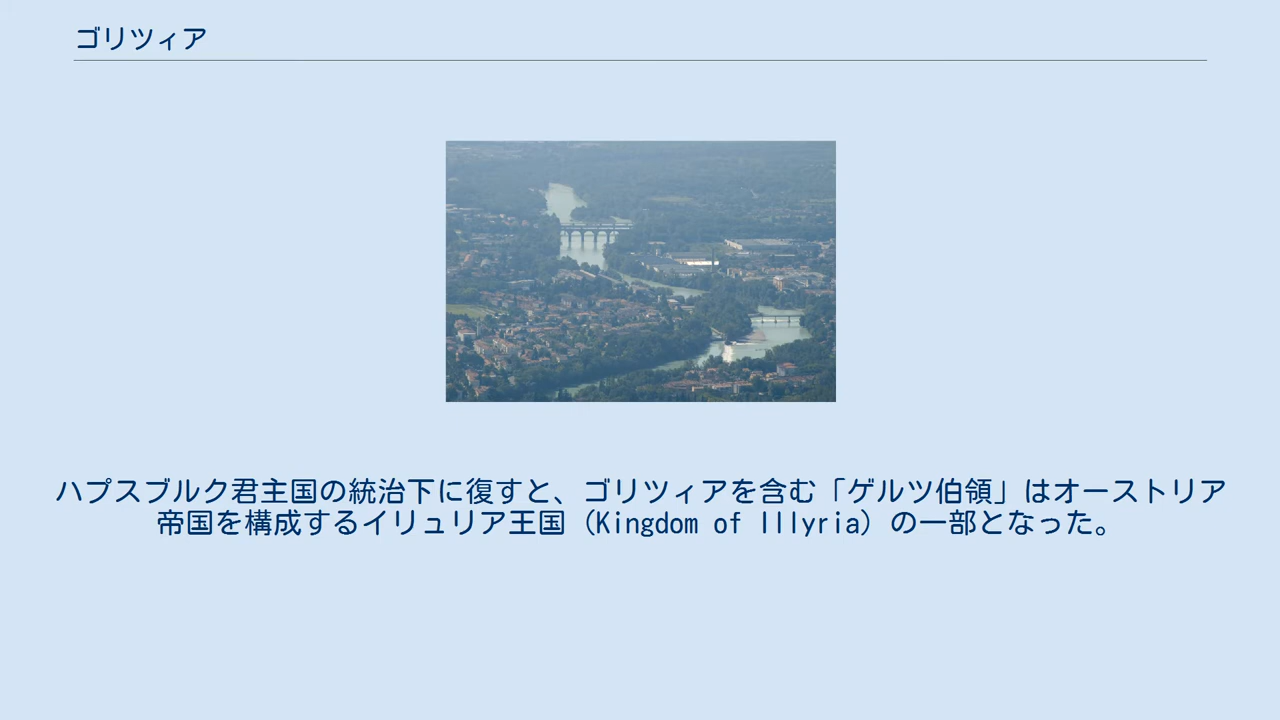 ゴリツィア
ハプスブルク君主国の統治下に復すと、ゴリツィアを含む「ゲルツ伯領」はオーストリア
帝国を構成するイリュリア王国（Kingdom of Illyria）の一部となった。